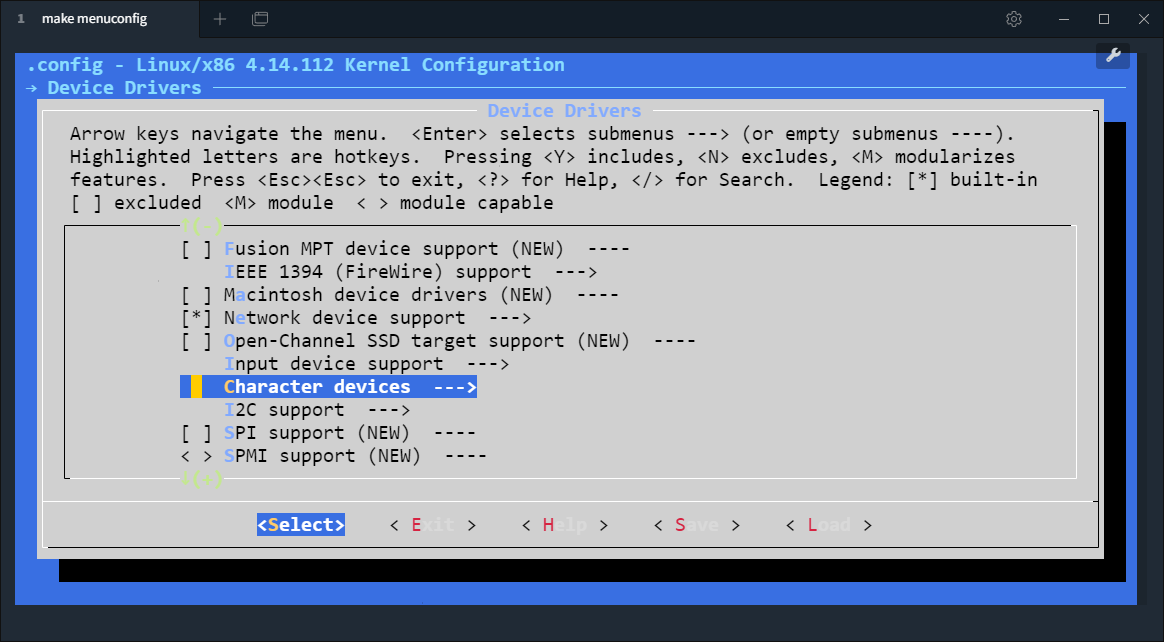 1 make menuconfig
.config - Linux/x86 4.14.112 Kernel Configuration
→ Device Drivers
Device Drivers
Arrow keys navigate the menu.  <Enter> selects submenus ---> (or empty submenus ----).
Highlighted letters are hotkeys.  Pressing <Y> includes, <N> excludes, <M> modularizes
features.  Press <Esc><Esc> to exit, <?> for Help, </> for Search.  Legend: [*] built-in
[ ] excluded  <M> module  < > module capable
↑(-)
[ ] Fusion MPT device support (NEW)  ----
IEEE 1394 (FireWire) support  --->
[ ] Macintosh device drivers (NEW)  ----
[*] Network device support  --->
[ ] Open-Channel SSD target support (NEW)  ----
Input device support  --->
Character devices  --->
I2C support  --->
[ ] SPI support (NEW)  ----
< > SPMI support (NEW)  ----
↓(+)
<Select>    < Exit >    < Help >    < Save >    < Load >